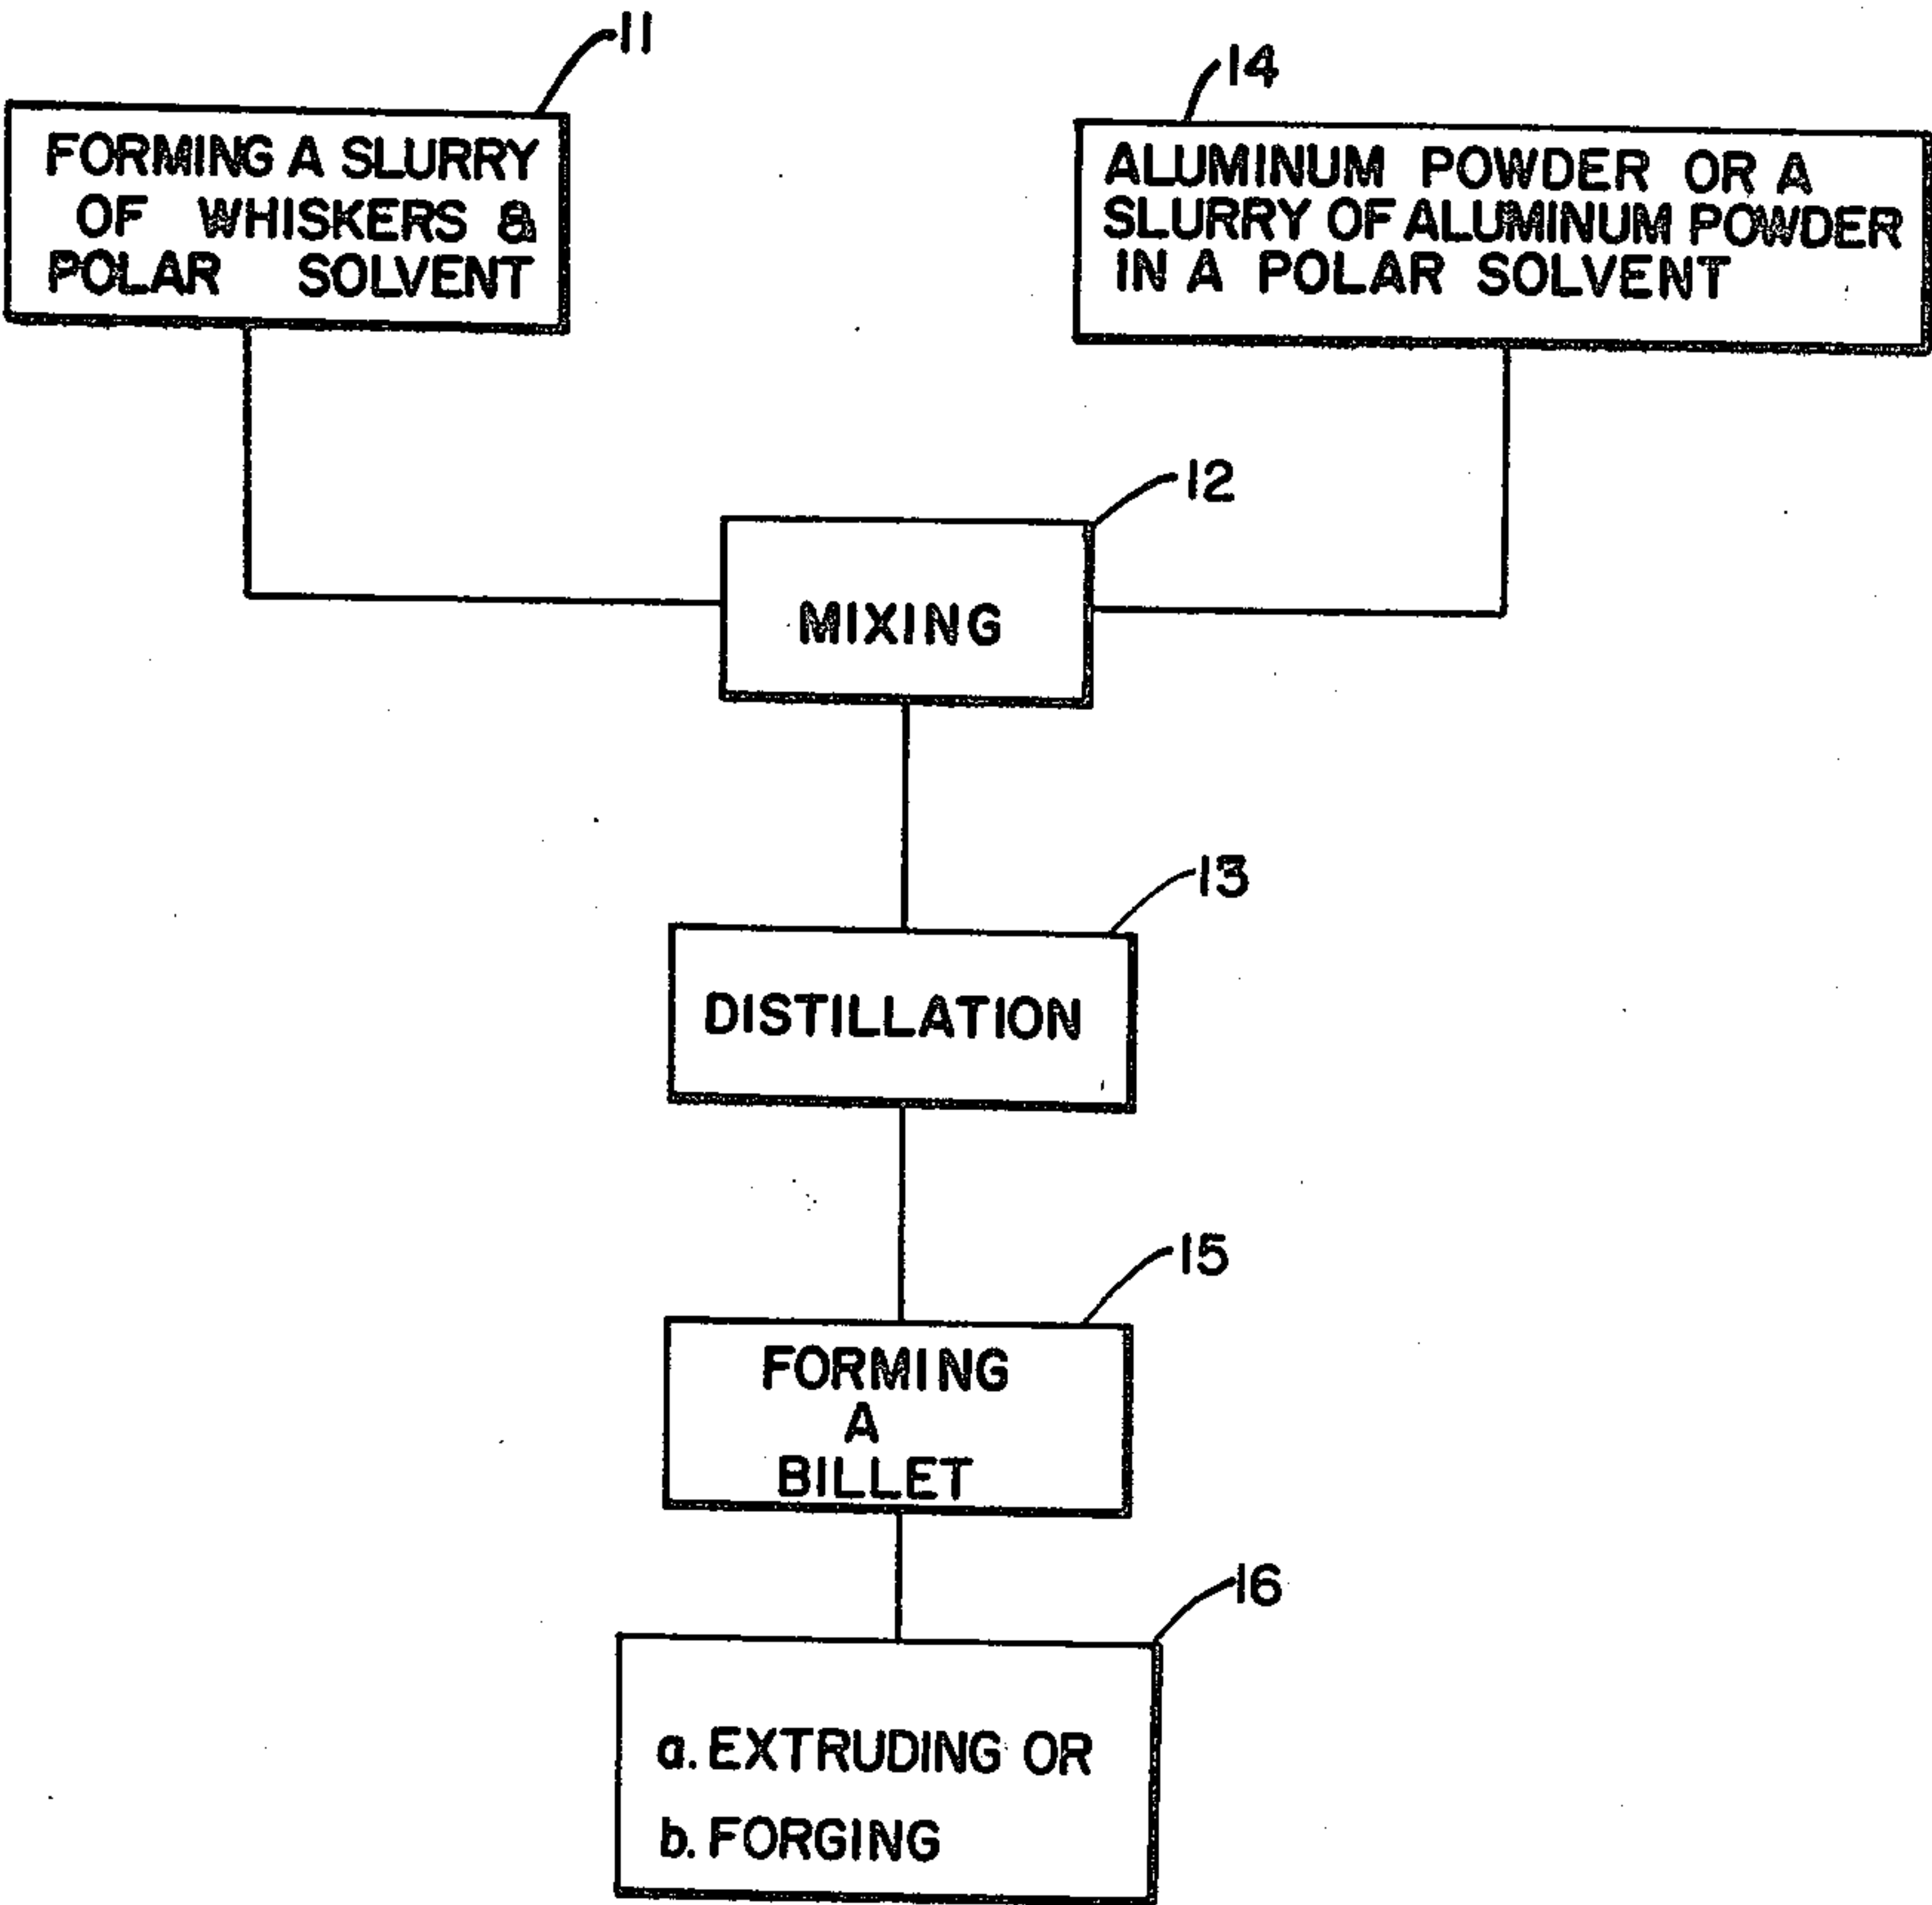 11
FORMING A SLURRY
OF WHISKERS &
POLAR SOLVENT
14
ALUMINUM POWDER OR A
SLURRY OF ALUMINUM POWDER
IN A POLAR SOLVENT
12
MIXING
13
DISTILLATION
15
FORMING
A
BILLET
16
a. EXTRUDING OR
b. FORGING